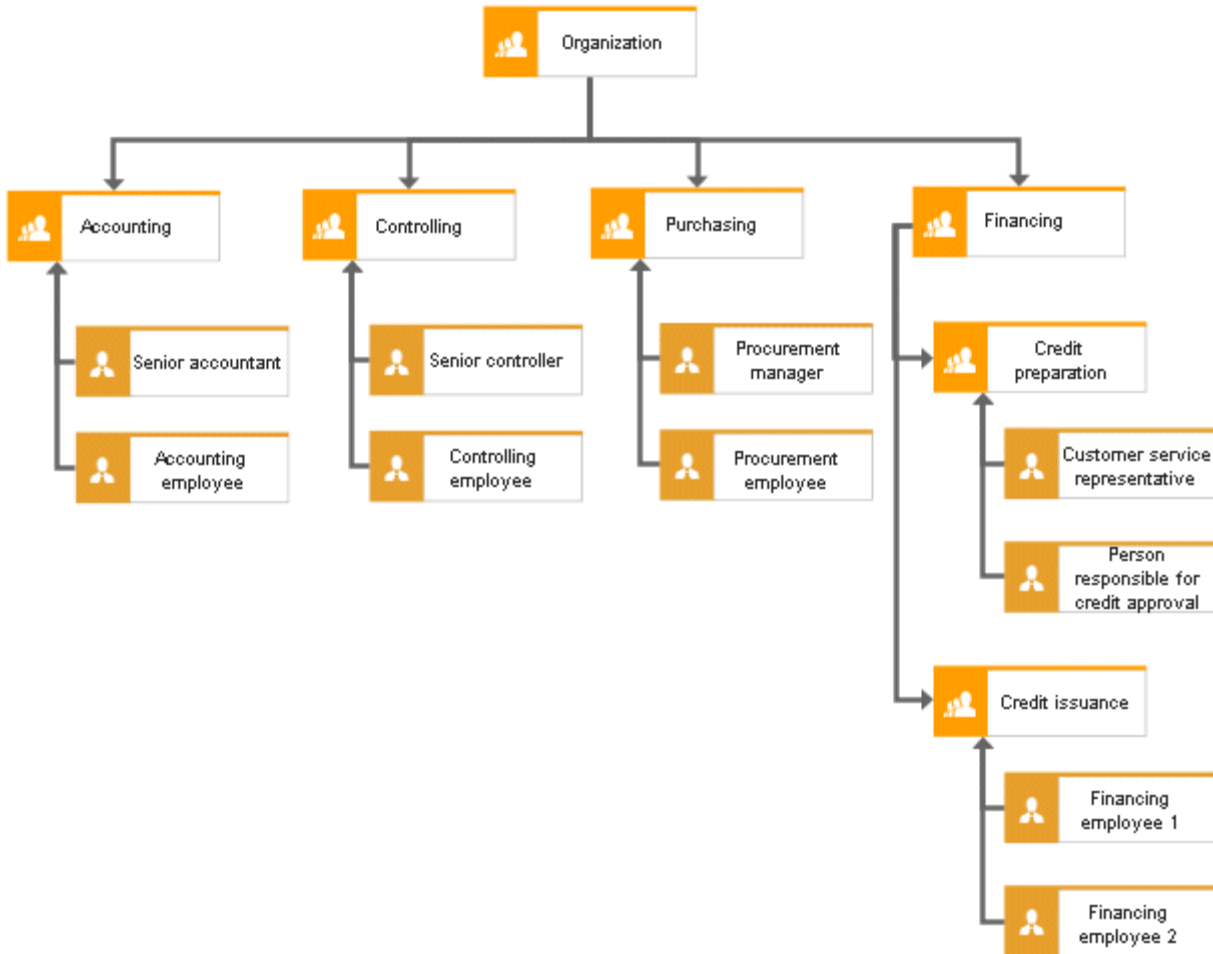 Organization
Accounting
Controlling
Purchasing
Financing
Senior accountant
Senior controller
Procurement
manager
Credit
preparation
Accounting
employee
Controlling
employee
Procurement
employee
Customer service
representative
Person
responsible for
credit approval
Credit issuance
Financing
employee 1
Financing
employee 2